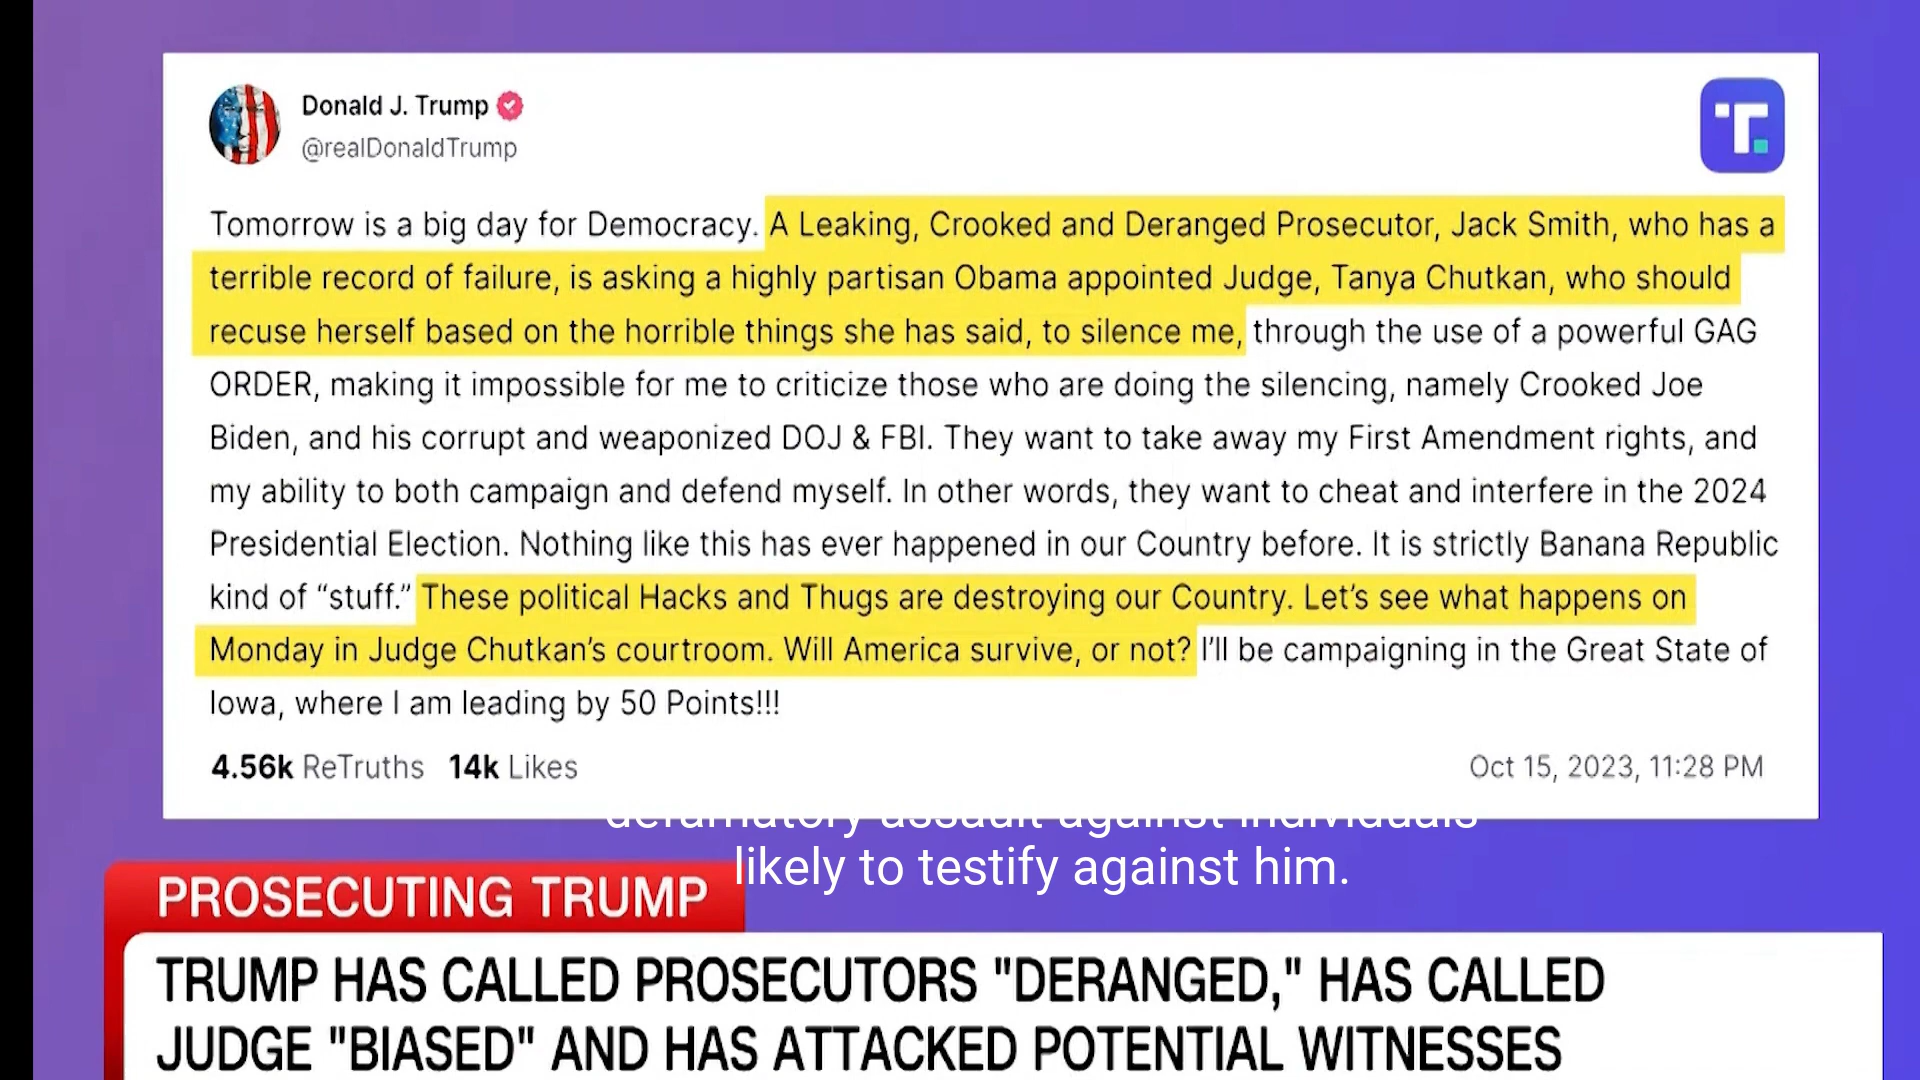 Donald J. Trump
@realDonaldTrump
T.
Tomorrow is a big day for Democracy. A Leaking, Crooked and Deranged Prosecutor, Jack Smith, who has a
terrible record of failure, is asking a highly partisan Obama appointed Judge, Tanya Chutkan, who should
recuse herself based on the horrible things she has said, to silence me, through the use of a powerful GAG
ORDER, making it impossible for me to criticize those who are doing the silencing, namely Crooked Joe
Biden, and his corrupt and weaponized DOJ & FBI. They want to take away my First Amendment rights, and
my ability to both campaign and defend myself. In other words, they want to cheat and interfere in the 2024
Presidential Election. Nothing like this has ever happened in our Country before. It is strictly Banana Republic
kind of “stuff.” These political Hacks and Thugs are destroying our Country. Let’s see what happens on
Monday in Judge Chutkan’s courtroom. Will America survive, or not? I’ll be campaigning in the Great State of
Iowa, where I am leading by 50 Points!!!
4.56k ReTruths 14k Likes
Oct 15, 2023, 11:28 PM
defamatory assault against individuals
likely to testify against him.
PROSECUTING TRUMP
TRUMP HAS CALLED PROSECUTORS "DERANGED," HAS CALLED
JUDGE "BIASED" AND HAS ATTACKED POTENTIAL WITNESSES